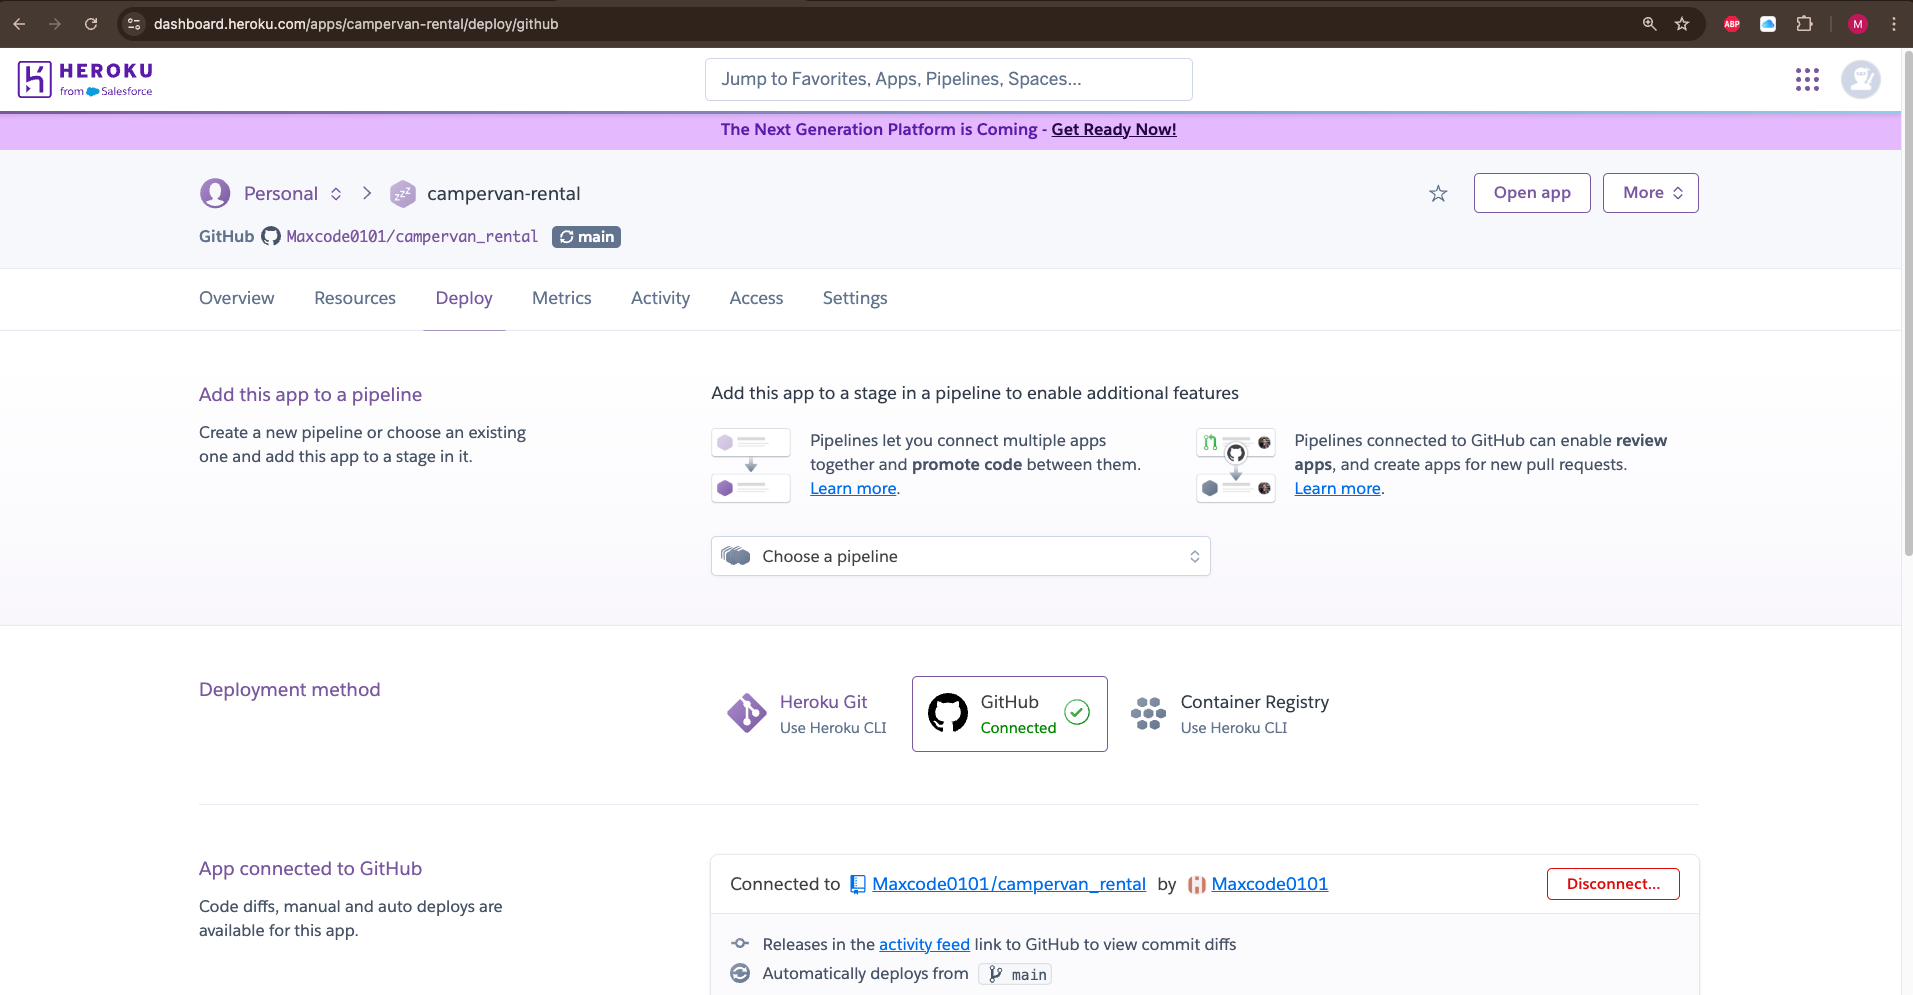 dashboard.heroku.com/apps/campervan-rental/deploy/github
ABP
M
HEROKU
from Salesforce
Jump to Favorites, Apps, Pipelines, Spaces...
The Next Generation Platform is Coming - Get Ready Now!
Personal
zzz
campervan-rental
Open app
More
GitHub Maxcode0101/campervan_rental main
Overview Resources Deploy Metrics Activity Access Settings
Add this app to a pipeline
Create a new pipeline or choose an existing
one and add this app to a stage in it.
Add this app to a stage in a pipeline to enable additional features
Pipelines let you connect multiple apps
together and promote code between them.
Learn more.
Pipelines connected to GitHub can enable review
apps, and create apps for new pull requests.
Learn more.
Choose a pipeline
Deployment method
Heroku Git
Use Heroku CLI
GitHub
Connected
Container Registry
Use Heroku CLI
App connected to GitHub
Code diffs, manual and auto deploys are
available for this app.
Connected to Maxcode0101/campervan_rental by Maxcode0101
Disconnect...
Releases in the activity feed link to GitHub to view commit diffs
Automatically deploys from main